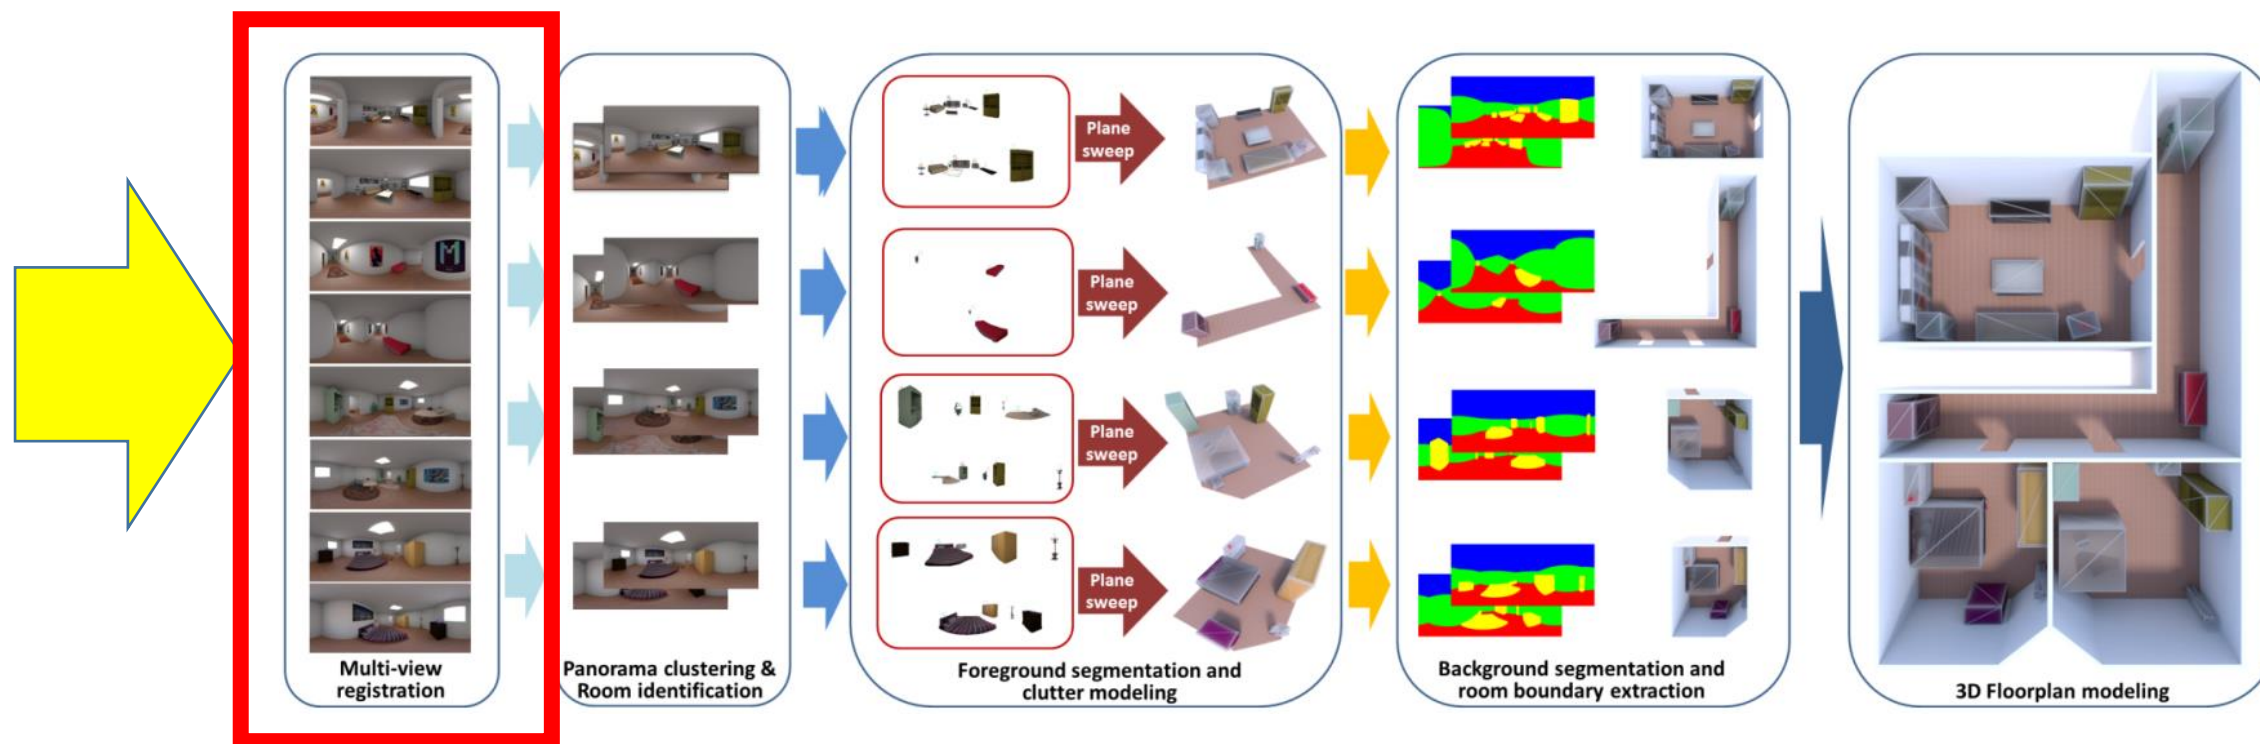 Plane
sweep
Plane
sweep
Plane
sweep
Plane
sweep
Multi-view
registration
Panorama clustering &
Room identification
Foreground segmentation and
clutter modeling
Background segmentation and
room boundary extraction
3D Floorplan modeling